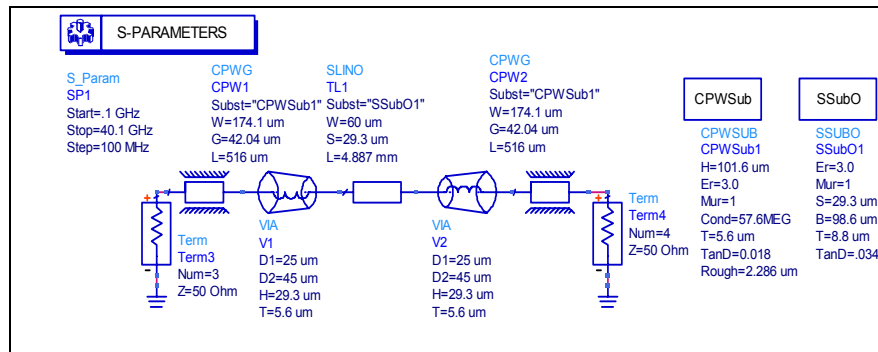 S-PARAMETERS
S_Param
SP1
Start=.1 GHz
Stop=40.1 GHz
Step=100 MHz
CPWG
CPW1
Subst="CPWSub1"
W=174.1 um
G=42.04 um
L=516 um
SLINO
TL1
Subst="SSubO1"
W=60 um
S=29.3 um
L=4.887 mm
CPWG
CPW2
Subst="CPWSub1"
W=174.1 um
G=42.04 um
L=516 um
CPWSub
CPWSUB
CPWSub1
H=101.6 um
Er=3.0
Mur=1
Cond=57.6MEG
T=5.6 um
TanD=0.018
Rough=2.286 um
SSubO
SSUBO
SSubO1
Er=3.0
Mur=1
S=29.3 um
B=98.6 um
T=8.8 um
TanD=.034
+
-
Term
Term3
Num=3
Z=50 Ohm
VIA
V1
D1=25 um
D2=45 um
H=29.3 um
T=5.6 um
VIA
V2
D1=25 um
D2=45 um
H=29.3 um
T=5.6 um
+
-
Term
Term4
Num=4
Z=50 Ohm